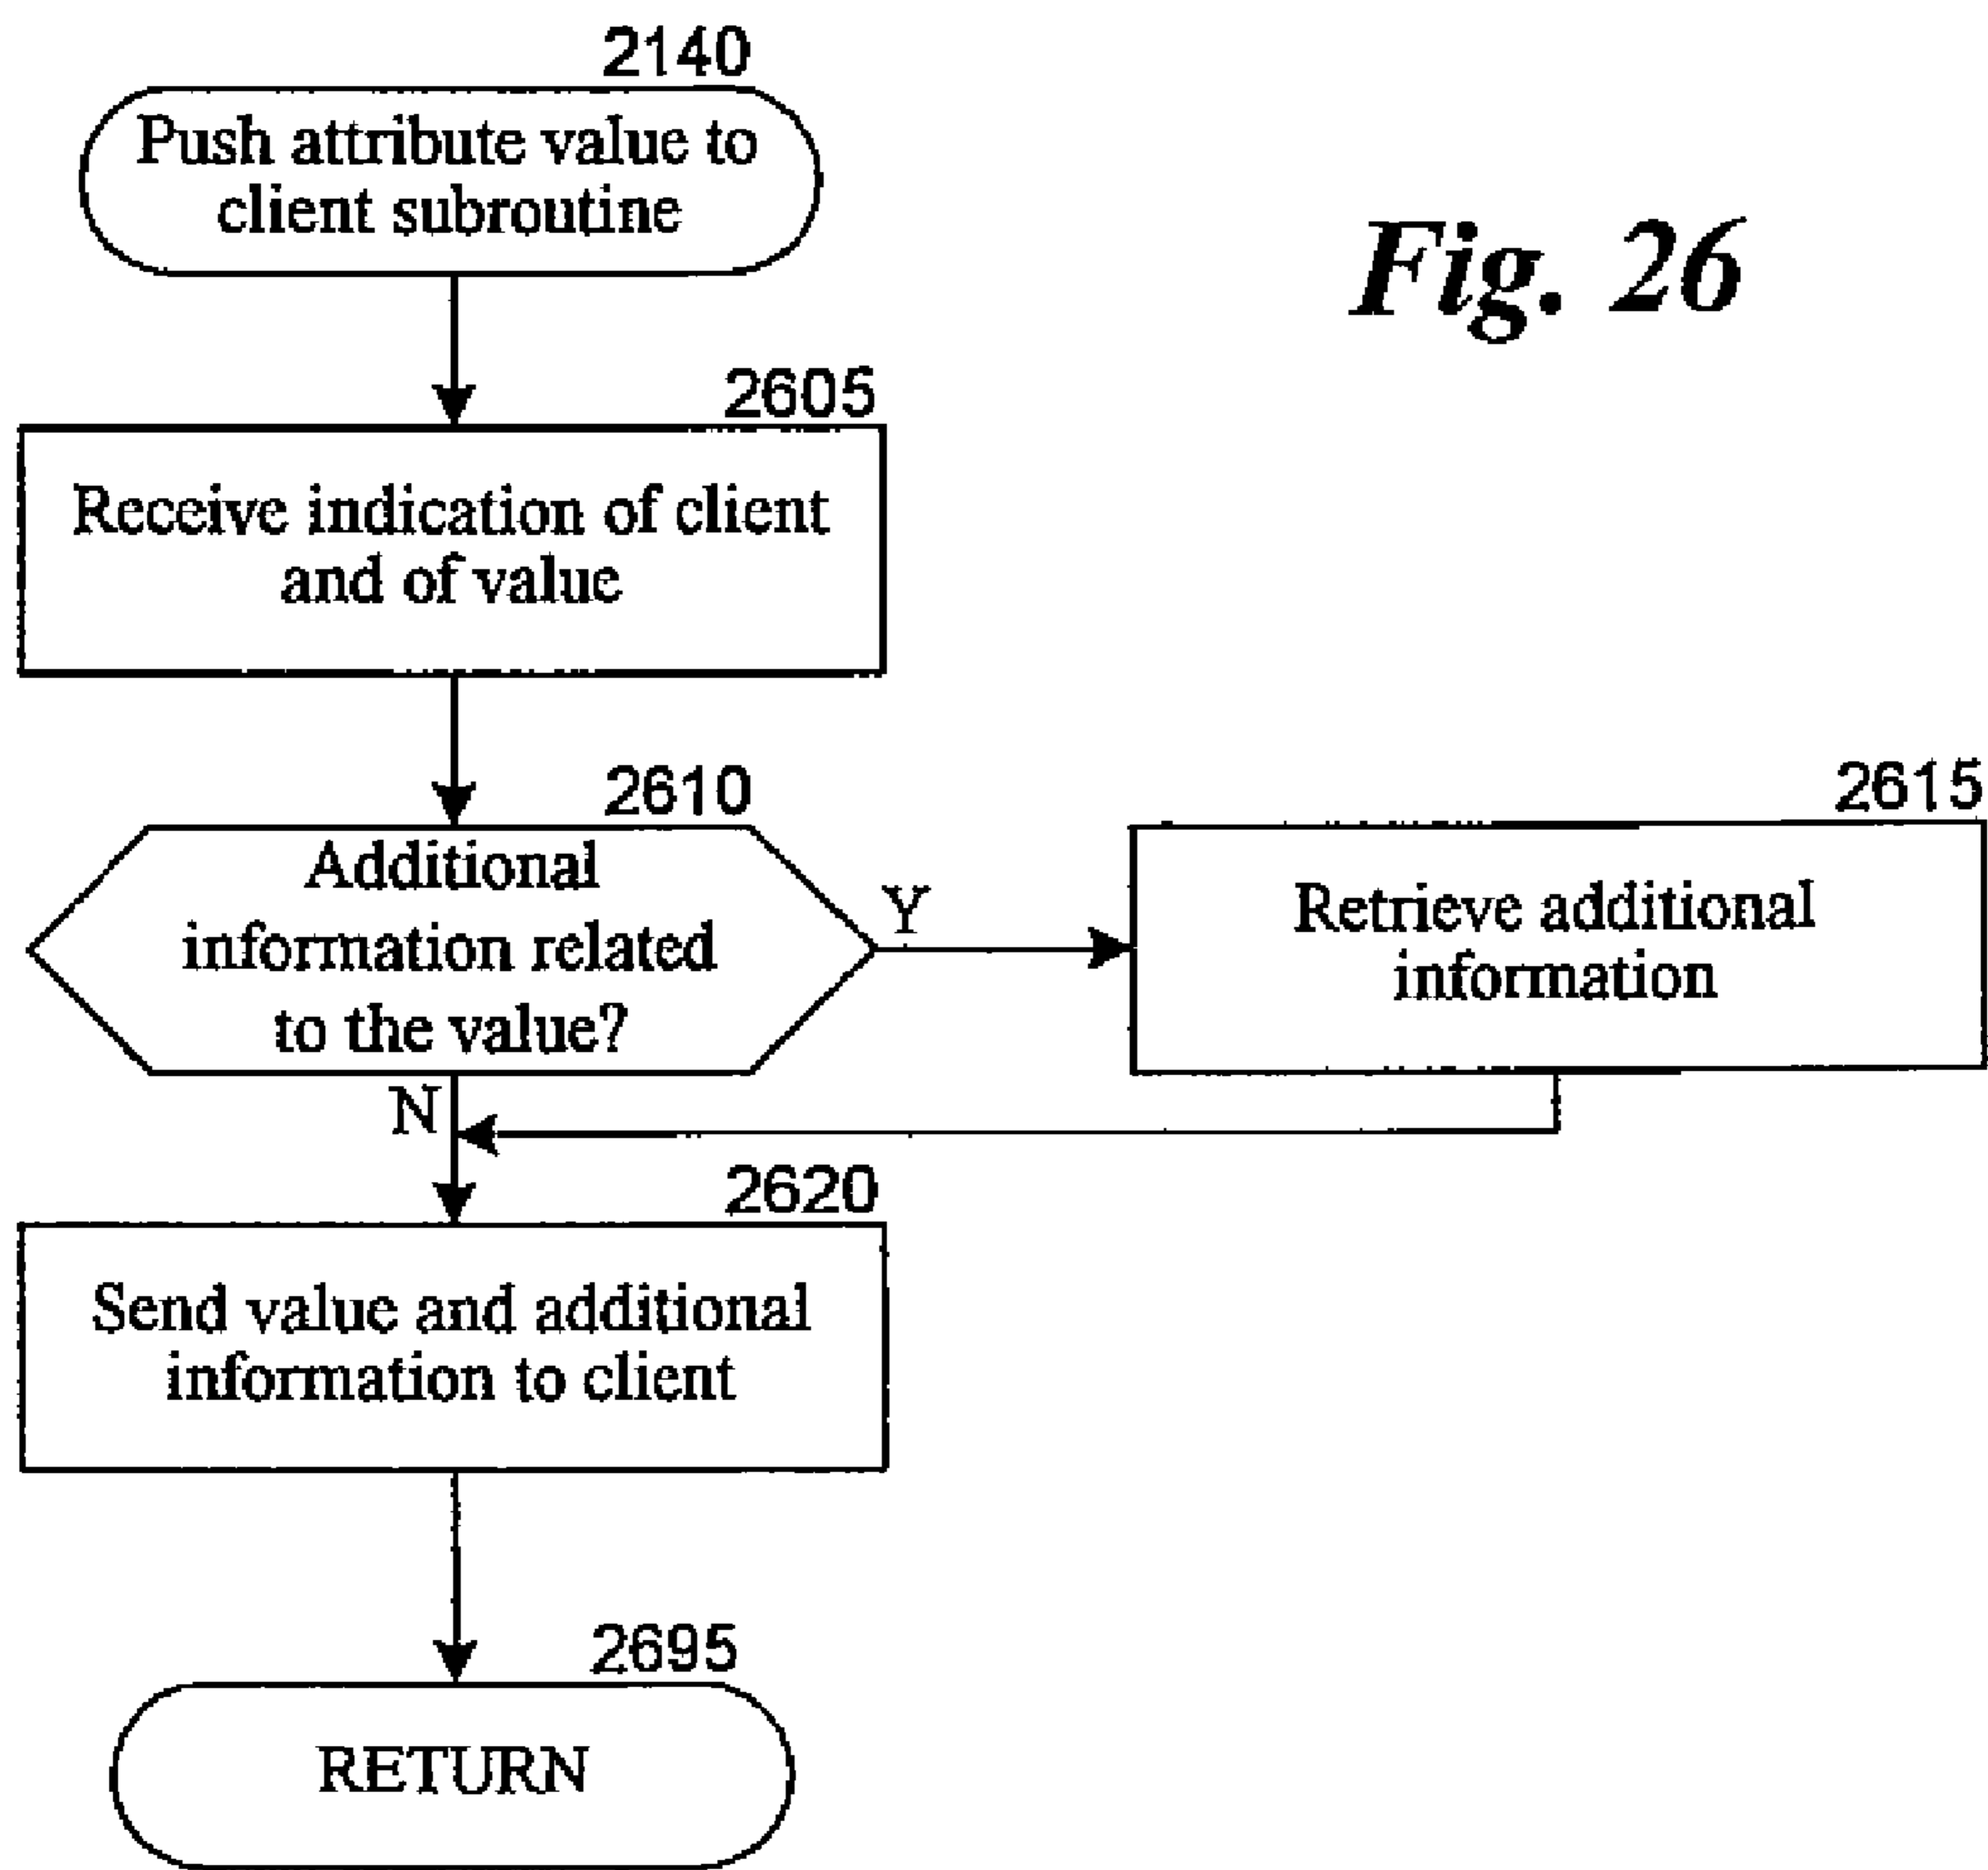 2140
Push attribute value to
client subroutine
Fig. 26
2605
Receive indication of client
and of value
2610
Additional
information related
to the value?
Y
2615
Retrieve additional
information
N
2620
Send value and additional
information to client
2695
RETURN